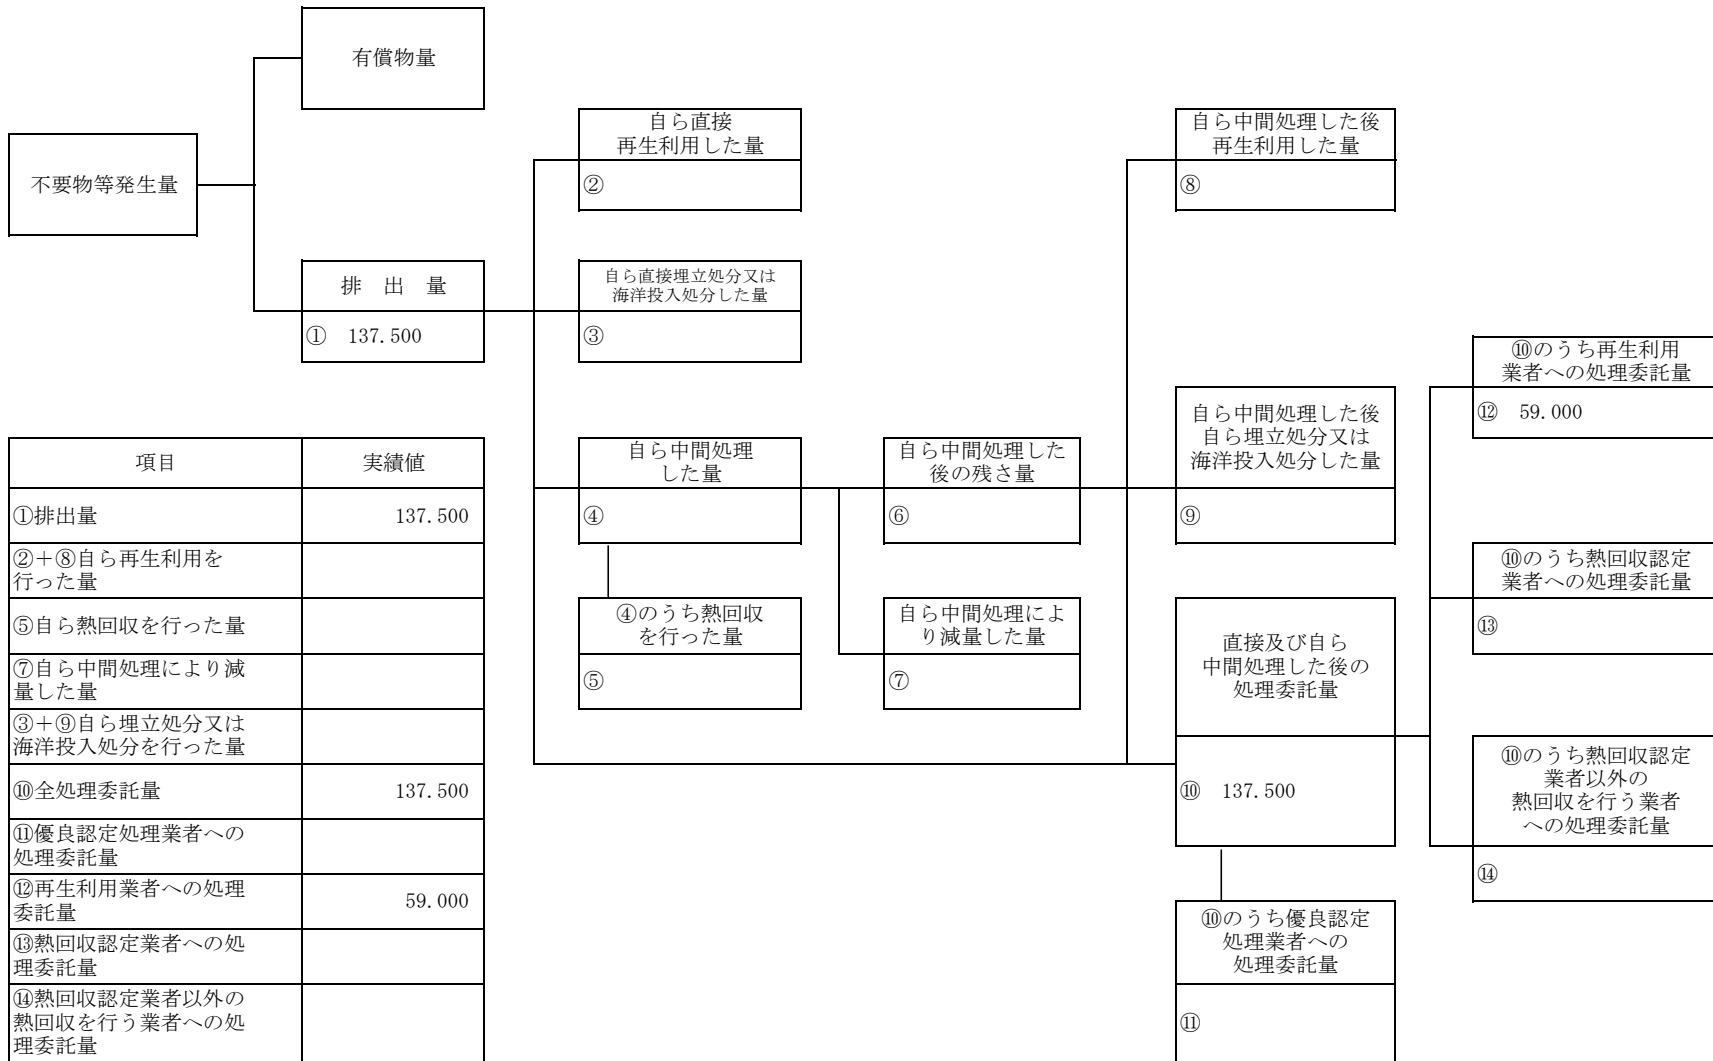 有償物量
不要物等発生量
排　出　量
① 137.500
自ら直接
再生利用した量
②
自ら直接埋立処分又は
海洋投入処分した量
③
自ら中間処理
した量
④
④のうち熱回収
を行った量
⑤
自ら中間処理した
後の残さ量
⑥
自ら中間処理によ
り減量した量
⑦
自ら中間処理した後
再生利用した量
⑧
自ら中間処理した後
自ら埋立処分又は
海洋投入処分した量
⑨
直接及び自ら
中間処理した後の
処理委託量
⑩ 137.500
⑩のうち優良認定
処理業者への
処理委託量
⑪
⑩のうち再生利用
業者への処理委託量
⑫ 59.000
⑩のうち熱回収認定
業者への処理委託量
⑬
⑩のうち熱回収認定
業者以外の
熱回収を行う業者
への処理委託量
⑭
項目 実績値
①排出量 137.500
②＋⑧自ら再生利用を
行った量
⑤自ら熱回収を行った量
⑦自ら中間処理により減
量した量
③＋⑨自ら埋立処分又は
海洋投入処分を行った量
⑩全処理委託量 137.500
⑪優良認定処理業者への
処理委託量
⑫再生利用業者への処理
委託量 59.000
⑬熱回収認定業者への処
理委託量
⑭熱回収認定業者以外の
熱回収を行う業者への処
理委託量